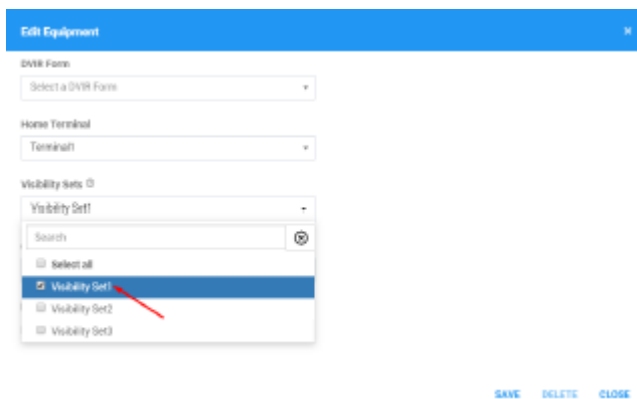 Edit Equipment
DVIR Form
Select a DVIR Form
Home Terminal
Terminal1
Visibility Sets
Visibility Set1
Search
Select all
Visibility Set1
Visibility Set2
Visibility Set3
SAVE DELETE CLOSE